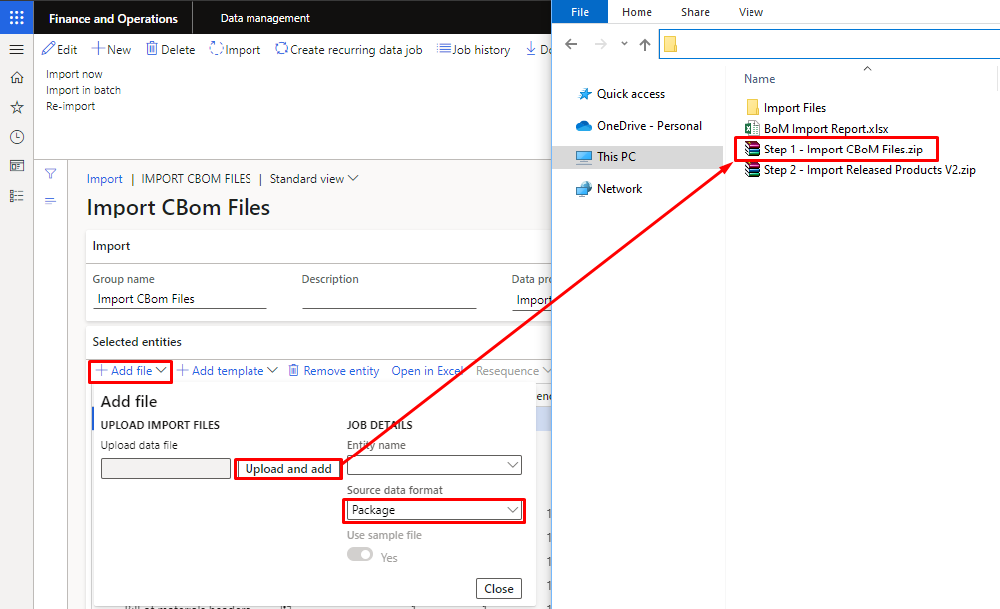 Finance and Operations
Data management
Edit
New
Delete
Import
Create recurring data job
Job history
Import now
Import in batch
Re-import
Import | IMPORT CBOM FILES | Standard view
Import CBom Files
Import
Group name
Description
Data pro
Import CBom Files
Import
Selected entities
Add file
Add template
Remove entity
Open in Excel
Resequence
Add file
UPLOAD IMPORT FILES
JOB DETAILS
Upload data file
Entity name
Upload and add
Source data format
Package
Use sample file
Yes
Close
File
Home
Share
View
Quick access
OneDrive - Personal
This PC
Network
Name
Import Files
BoM Import Report.xlsx
Step 1 - Import CBoM Files.zip
Step 2 - Import Released Products V2.zip